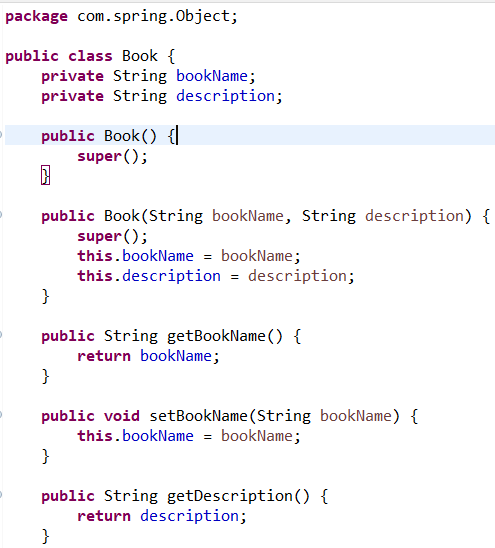 package com.spring.Object;
public class Book {
private String bookName;
private String description;
public Book() {
super();
}
public Book(String bookName, String description) {
super();
this.bookName = bookName;
this.description = description;
}
public String getBookName() {
return bookName;
}
public void setBookName(String bookName) {
this.bookName = bookName;
}
public String getDescription() {
return description;
}